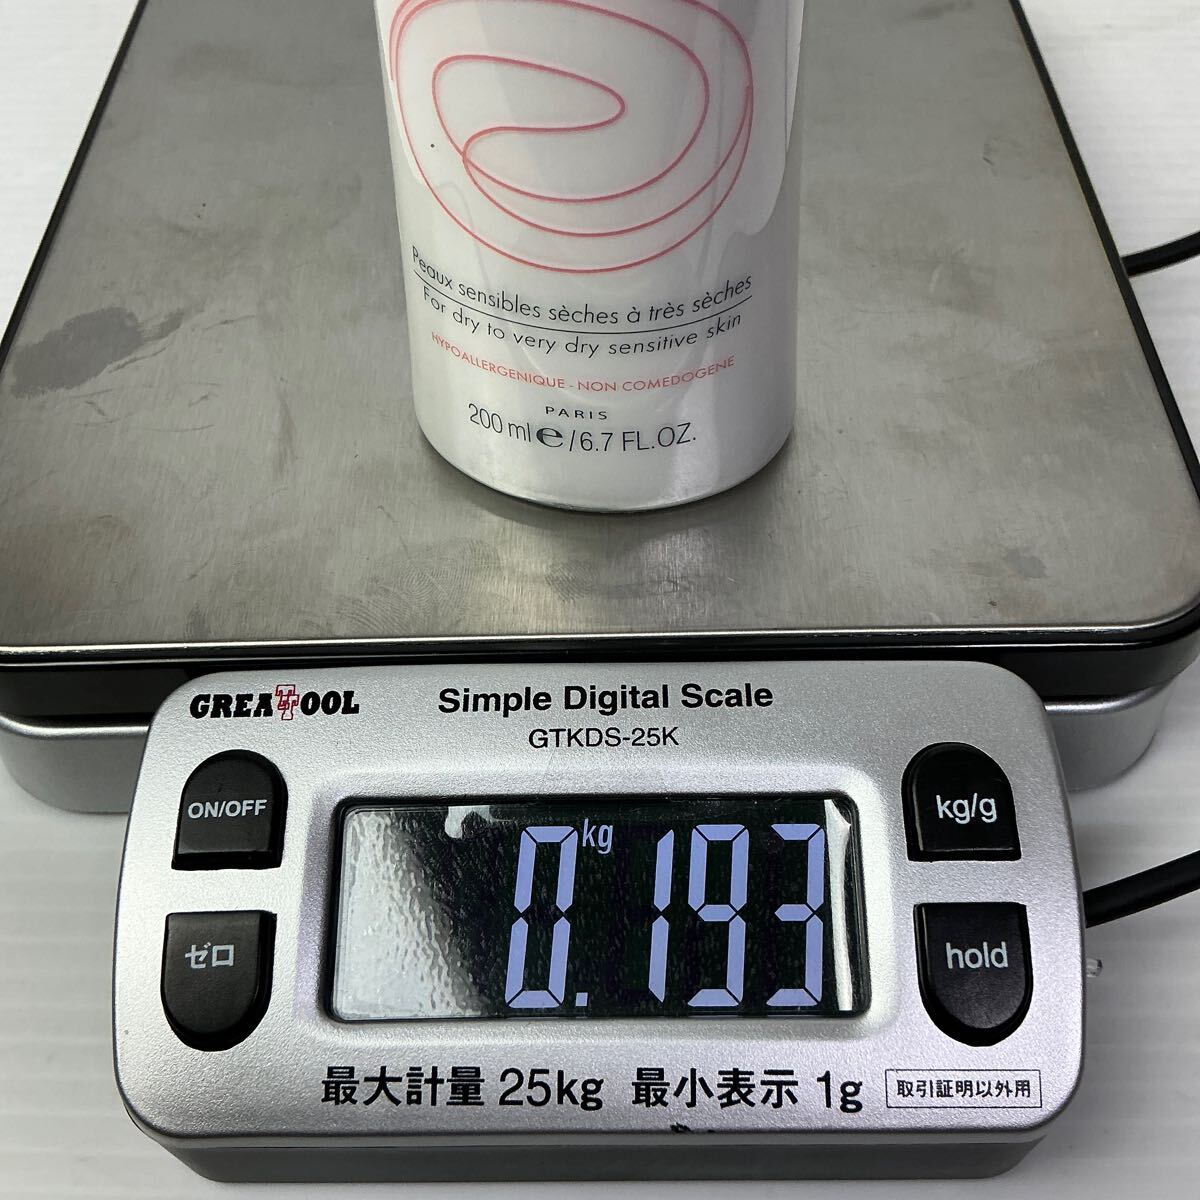 Peaux sensibles sèches à très sèches
For dry to very dry sensitive skin
HYPOALLERGENIQUE - NON COMEDOGENE
PARIS
200 ml ℮ / 6.7 FL.OZ.
GREATTOOL
Simple Digital Scale
GTKDS-25K
ON/OFF
kg/g
0.193 kg
ゼロ
hold
最大計量 25kg 最小表示 1g
取引証明以外用